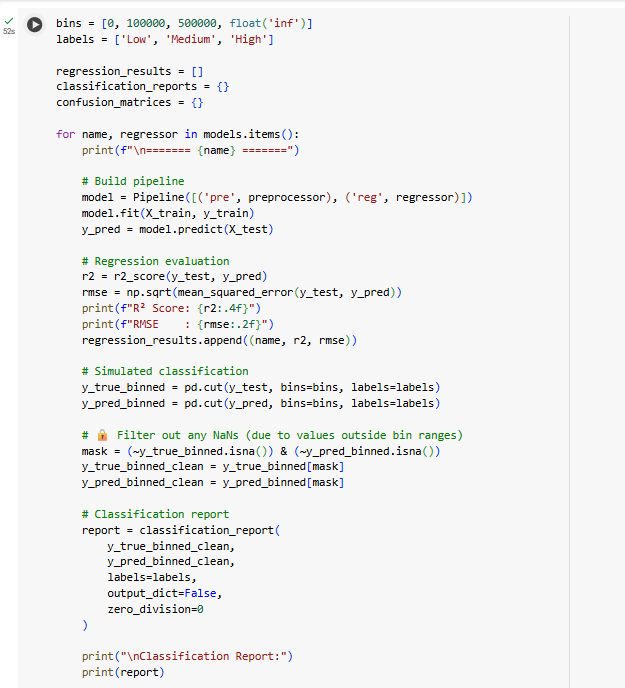 52s
bins = [0, 100000, 500000, float('inf')]
labels = ['Low', 'Medium', 'High']
regression_results = []
classification_reports = {}
confusion_matrices = {}
for name, regressor in models.items():
    print(f"\n======= {name} =======")
    # Build pipeline
    model = Pipeline([('pre', preprocessor), ('reg', regressor)])
    model.fit(X_train, y_train)
    y_pred = model.predict(X_test)
    # Regression evaluation
    r2 = r2_score(y_test, y_pred)
    rmse = np.sqrt(mean_squared_error(y_test, y_pred))
    print(f"R² Score: {r2:.4f}")
    print(f"RMSE    : {rmse:.2f}")
    regression_results.append((name, r2, rmse))
    # Simulated classification
    y_true_binned = pd.cut(y_test, bins=bins, labels=labels)
    y_pred_binned = pd.cut(y_pred, bins=bins, labels=labels)
    # 🔒 Filter out any NaNs (due to values outside bin ranges)
    mask = (~y_true_binned.isna()) & (~y_pred_binned.isna())
    y_true_binned_clean = y_true_binned[mask]
    y_pred_binned_clean = y_pred_binned[mask]
    # Classification report
    report = classification_report(
        y_true_binned_clean,
        y_pred_binned_clean,
        labels=labels,
        output_dict=False,
        zero_division=0
    )
    print("\nClassification Report:")
    print(report)